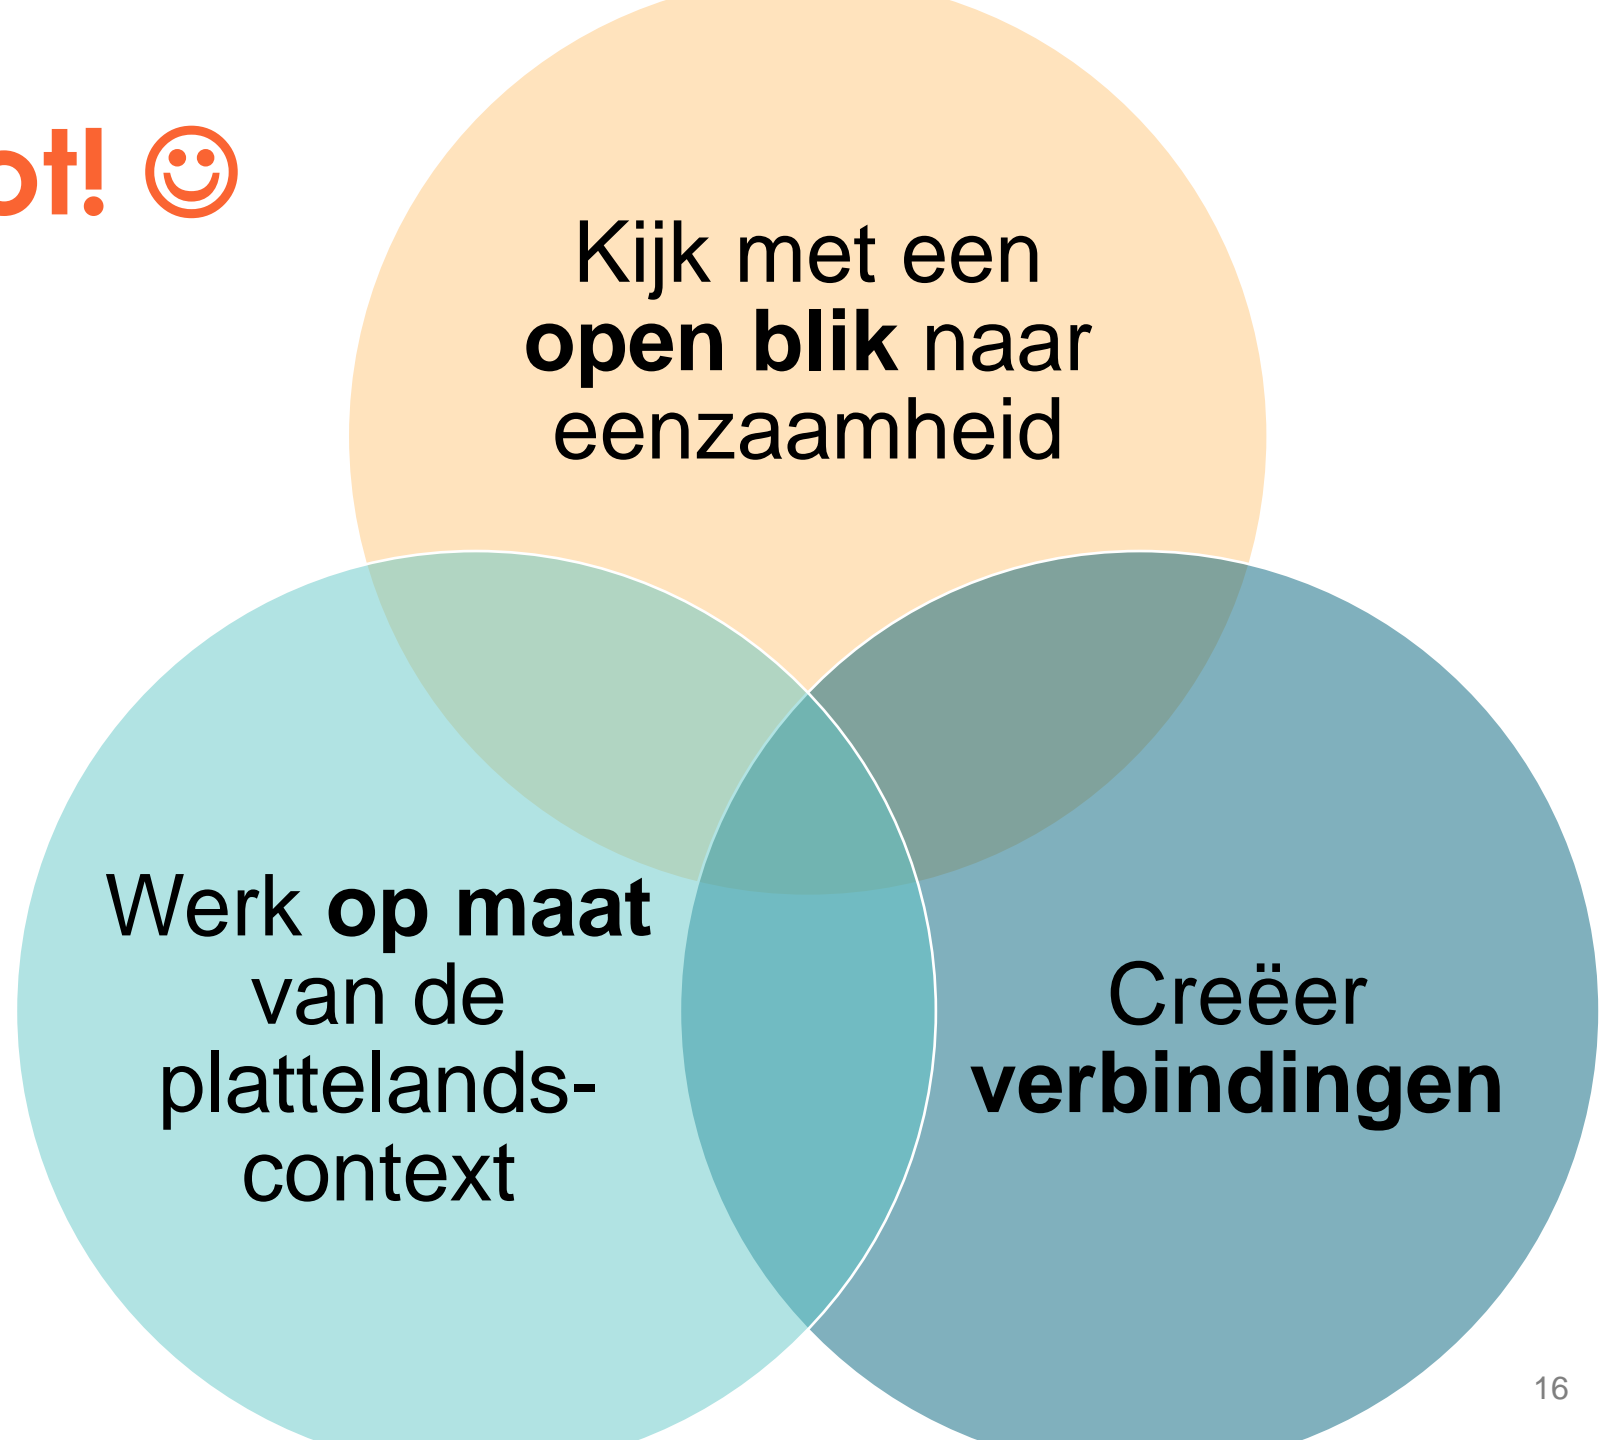 ot! ☺
Kijk met een
open blik naar
eenzaamheid
Werk op maat
van de
plattelands-
context
Creëer
verbindingen
16